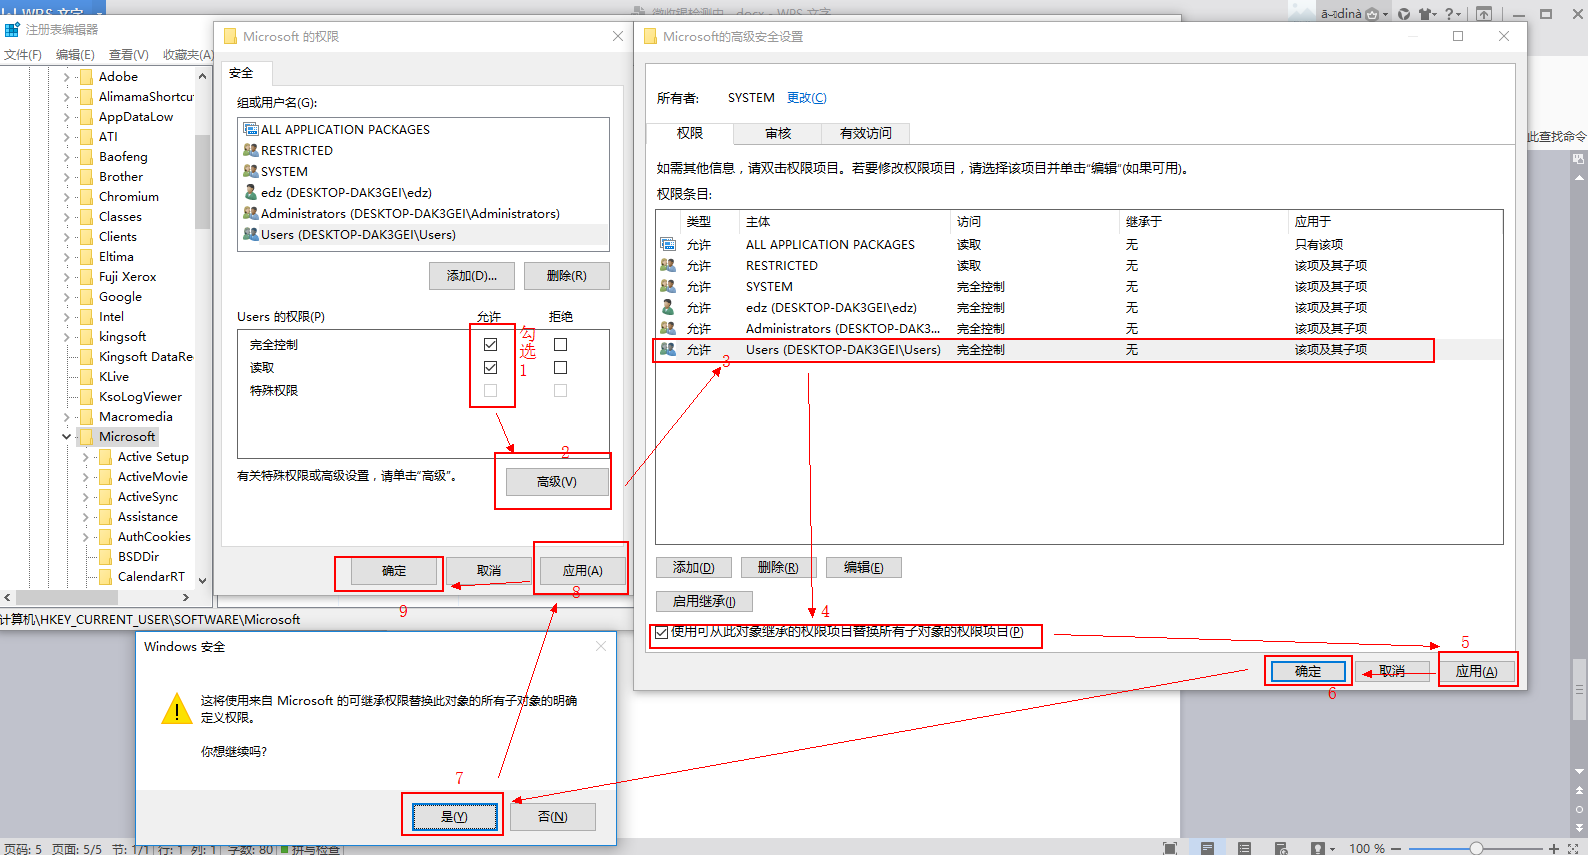 WPS 文字
微收银检测中
.docx - WPS 文字
注册表编辑器
文件(F) 编辑(E) 查看(V) 收藏夹(A)
Adobe
AlimamaShortcu
AppDataLow
ATI
Baofeng
Brother
Chromium
Classes
Clients
Eltima
Fuji Xerox
Google
Intel
kingsoft
Kingsoft DataRe
KLive
KsoLogViewer
Macromedia
Microsoft
Active Setup
ActiveMovie
ActiveSync
Assistance
AuthCookies
BSDDir
CalendarRT
计算机\HKEY_CURRENT_USER\SOFTWARE\Microsoft
Microsoft 的权限
安全
组或用户名(G):
ALL APPLICATION PACKAGES
RESTRICTED
SYSTEM
edz (DESKTOP-DAK3GEI\edz)
Administrators (DESKTOP-DAK3GEI\Administrators)
Users (DESKTOP-DAK3GEI\Users)
添加(D)... 删除(R)
Users 的权限(P) 允许 拒绝
完全控制
读取
特殊权限
勾
选
1
2
有关特殊权限或高级设置，请单击“高级”。
高级(V)
确定 取消 应用(A)
9
8
Microsoft的高级安全设置
所有者: SYSTEM 更改(C)
权限 审核 有效访问
如需其他信息，请双击权限项目。若要修改权限项目，请选择该项目并单击“编辑”(如果可用)。
权限条目:
类型 主体 访问 继承于 应用于
允许 ALL APPLICATION PACKAGES 读取 无 只有该项
允许 RESTRICTED 读取 无 该项及其子项
允许 SYSTEM 完全控制 无 该项及其子项
允许 edz (DESKTOP-DAK3GEI\edz) 完全控制 无 该项及其子项
允许 Administrators (DESKTOP-DAK3... 完全控制 无 该项及其子项
允许 Users (DESKTOP-DAK3GEI\Users) 完全控制 无 该项及其子项
3
添加(D) 删除(R) 编辑(E)
启用继承(I)
4
使用可从此对象继承的权限项目替换所有子对象的权限项目(P)
5
确定 取消 应用(A)
6
Windows 安全
这将使用来自 Microsoft 的可继承权限替换此对象的所有子对象的明确
定义权限。
你想继续吗?
7
是(Y) 否(N)
此查找命令
页码: 5 页面: 5/5 节: 1/1 行: 1 列: 1 字数: 80 拼写检查
100 %